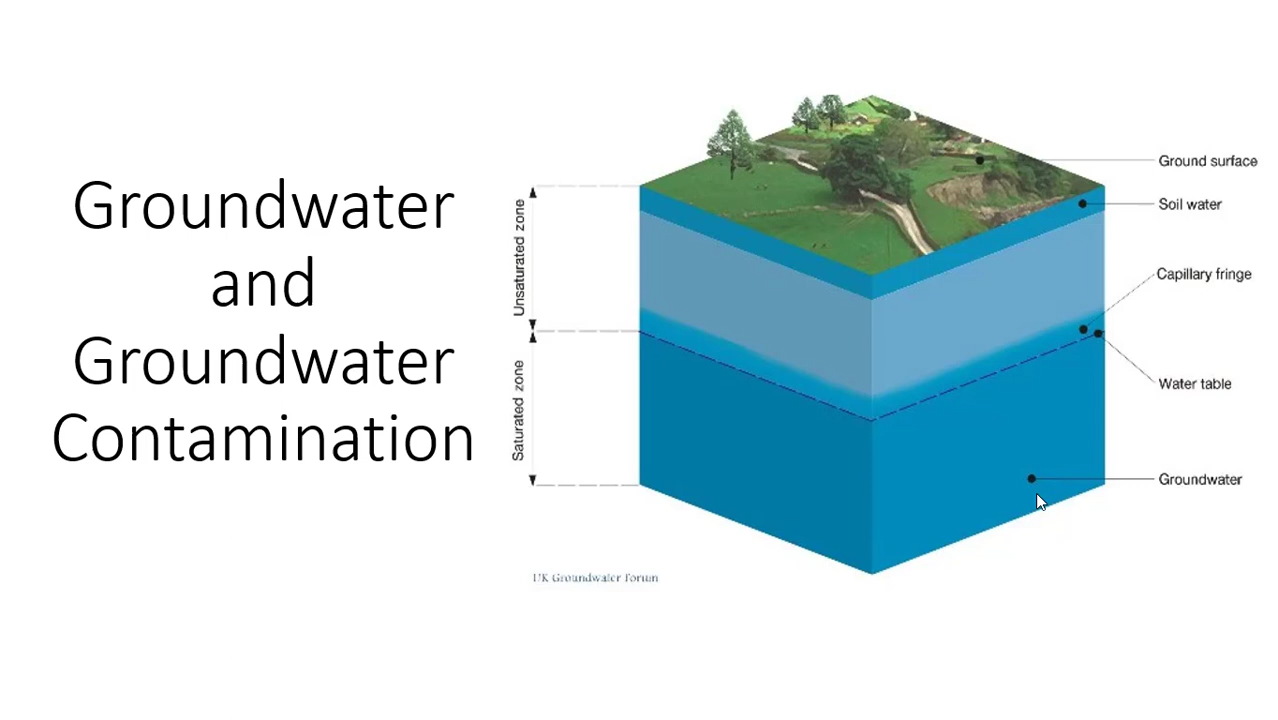 Groundwater
and
Groundwater
Contamination
Unsaturated zone
Saturated zone
Ground surface
Soil water
Capillary fringe
Water table
Groundwater
UK Groundwater Forum